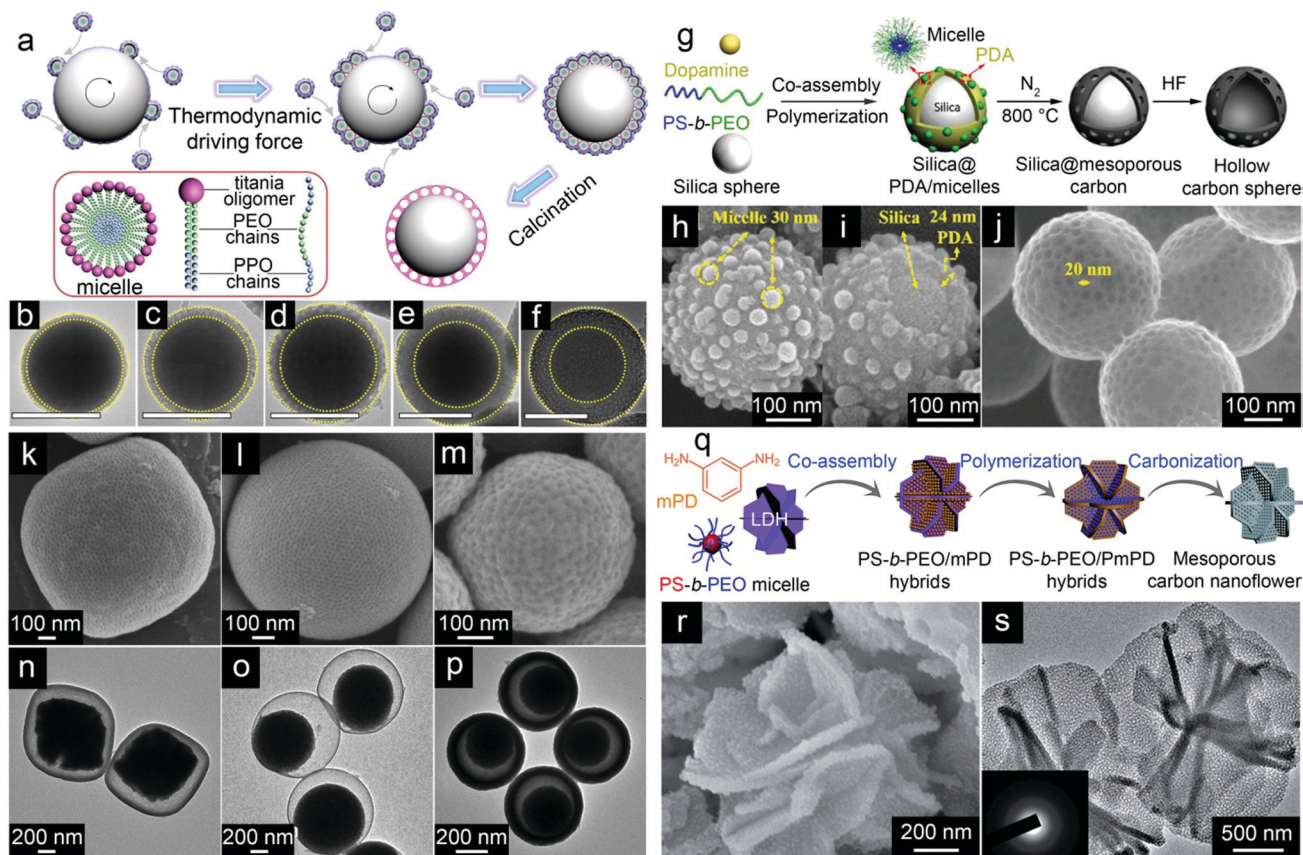 a
Thermodynamic
driving force
titania
oligomer
PEO
chains
PPO
chains
micelle
Calcination
b
c
d
e
f
g
Dopamine
PS-b-PEO
Silica sphere
Co-assembly
Polymerization
Micelle
PDA
Silica
Silica@
PDA/micelles
N2
800 °C
Silica@mesoporous
carbon
HF
Hollow
carbon sphere
h
Micelle 30 nm
100 nm
i
Silica
24 nm
PDA
100 nm
j
20 nm
100 nm
k
100 nm
l
100 nm
m
100 nm
n
200 nm
o
200 nm
p
200 nm
q
H2N
NH2
mPD
LDH
PS-b-PEO micelle
Co-assembly
PS-b-PEO/mPD
hybrids
Polymerization
PS-b-PEO/PmPD
hybrids
Carbonization
Mesoporous
carbon nanoflower
r
200 nm
s
500 nm